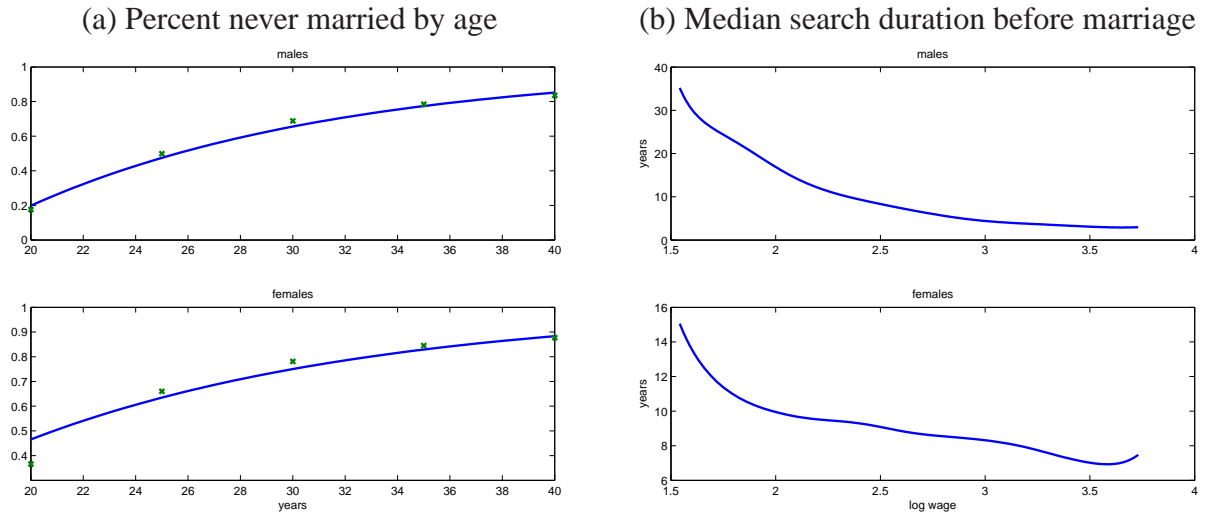 (a) Percent never married by age
males
1
0.8
0.6
0.4
0.2
0
20 22 24 26 28 30 32 34 36 38 40
females
1
0.9
0.8
0.7
0.6
0.5
0.4
20 22 24 26 28 30 32 34 36 38 40
years
(b) Median search duration before marriage
males
40
30
20
10
0
years
1.5 2 2.5 3 3.5 4
females
16
14
12
10
8
6
years
1.5 2 2.5 3 3.5 4
log wage